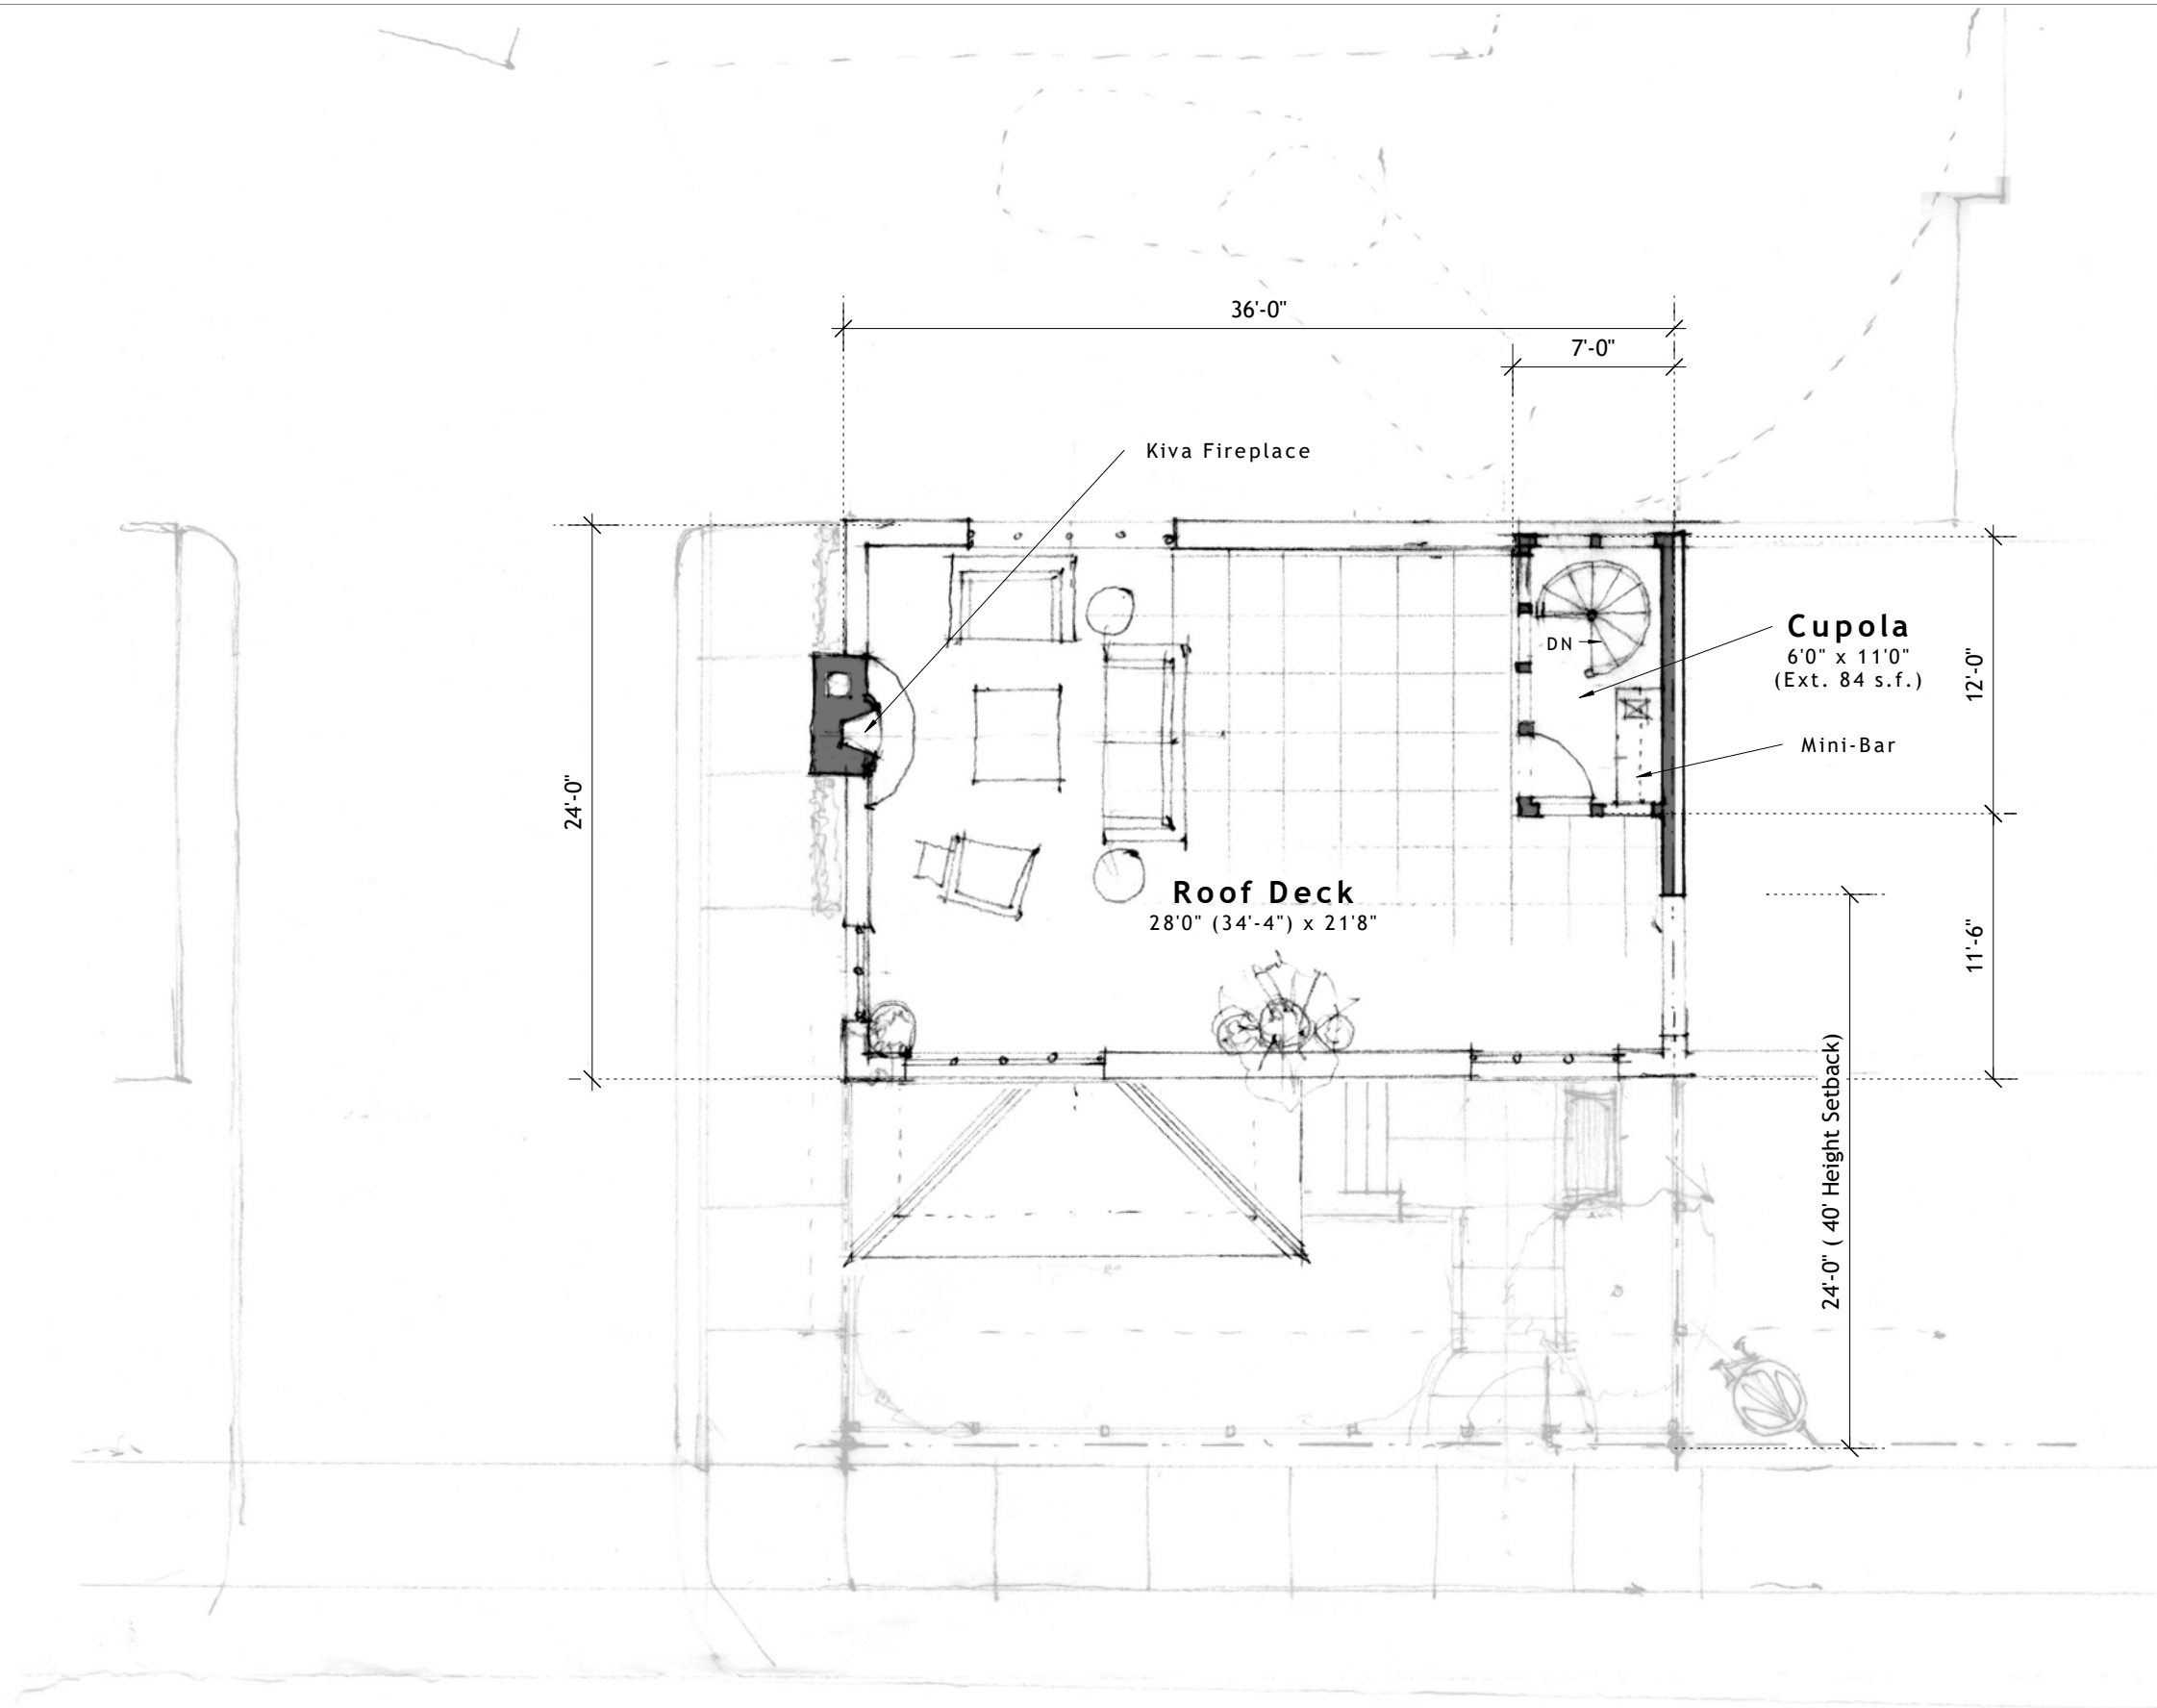 36'-0"
7'-0"
Kiva Fireplace
Cupola
6'0" x 11'0"
(Ext. 84 s.f.)
DN
12'-0"
Mini-Bar
24'-0"
Roof Deck
28'0" (34'-4") x 21'8"
11'-6"
24'-0" ( 40' Height Setback)